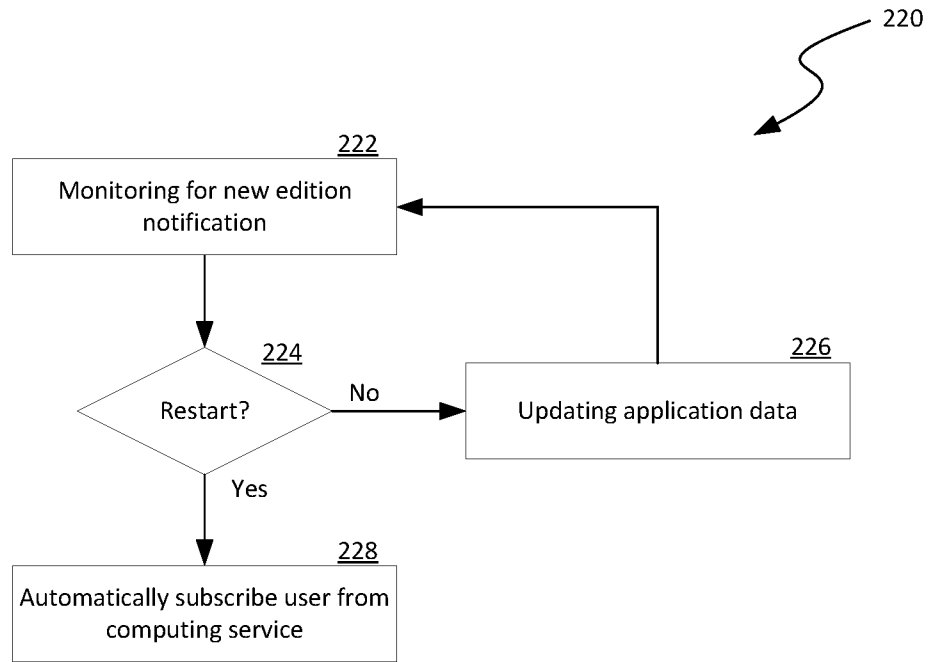 220
222
Monitoring for new edition
notification
224
Restart?
No
226
Updating application data
Yes
228
Automatically subscribe user from
computing service